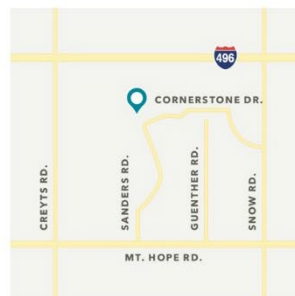 496
CORNERSTONE DR.
CREYTS RD.
SANDERS RD.
GUENTHER RD.
SNOW RD.
MT. HOPE RD.